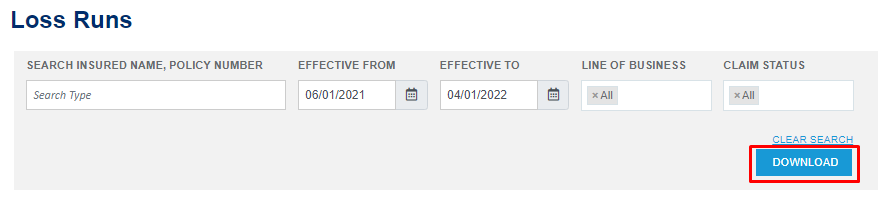 Loss Runs
SEARCH INSURED NAME, POLICY NUMBER EFFECTIVE FROM EFFECTIVE TO LINE OF BUSINESS CLAIM STATUS
Search Type 06/01/2021 04/01/2022 ×All ×All
CLEAR SEARCH
DOWNLOAD